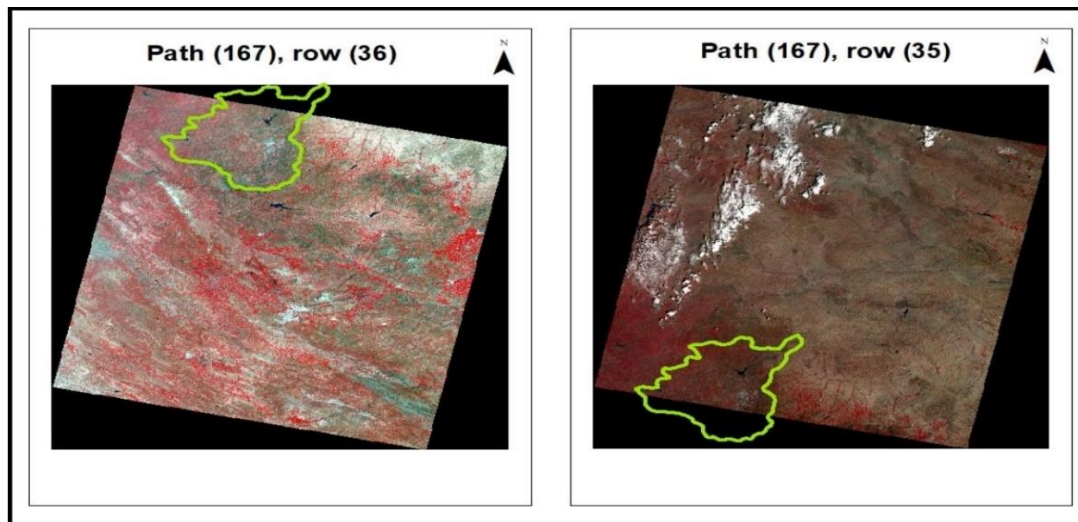 Path (167), row (36)
N
Path (167), row (35)
N